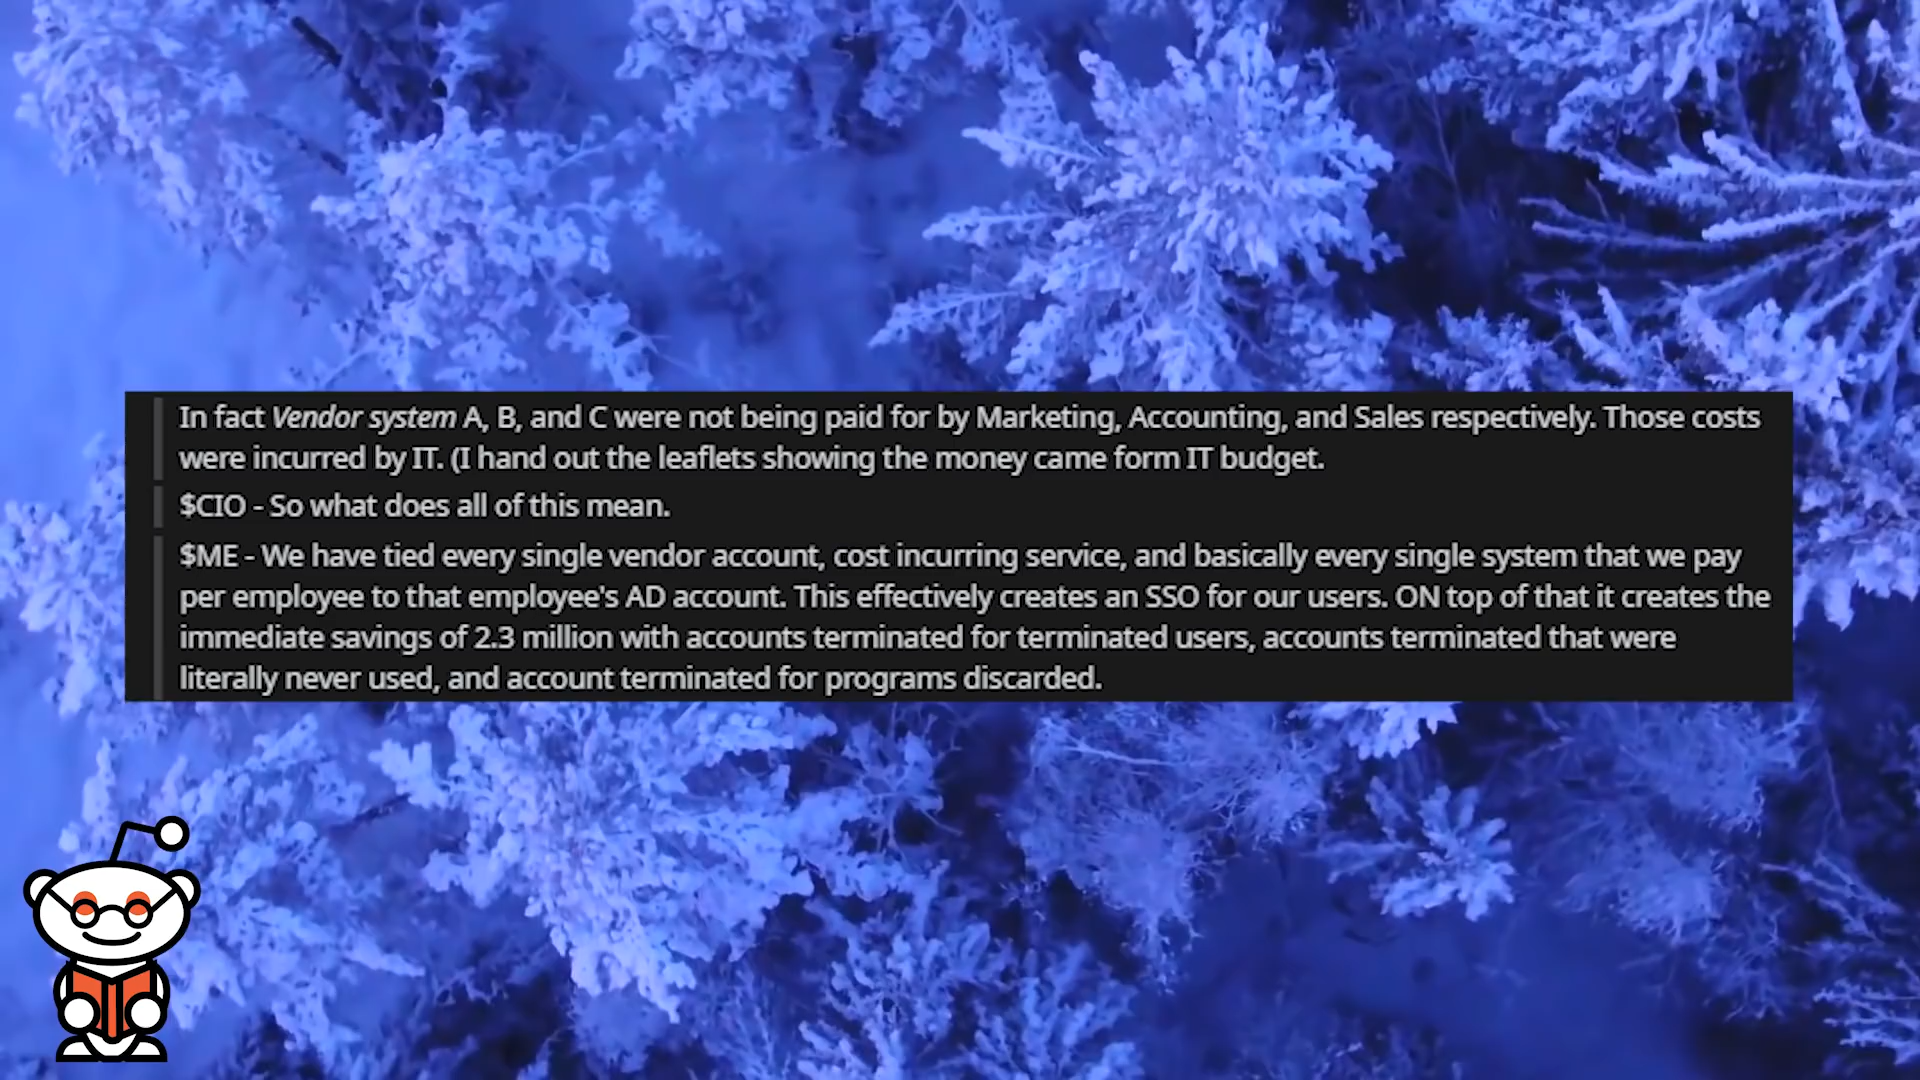 In fact Vendor system A, B, and C were not being paid for by Marketing, Accounting, and Sales respectively. Those costs
were incurred by IT. (I hand out the leaflets showing the money came form IT budget.
$CIO - So what does all of this mean.
$ME - We have tied every single vendor account, cost incurring service, and basically every single system that we pay
per employee to that employee's AD account. This effectively creates an SSO for our users. ON top of that it creates the
immediate savings of 2.3 million with accounts terminated for terminated users, accounts terminated that were
literally never used, and account terminated for programs discarded.